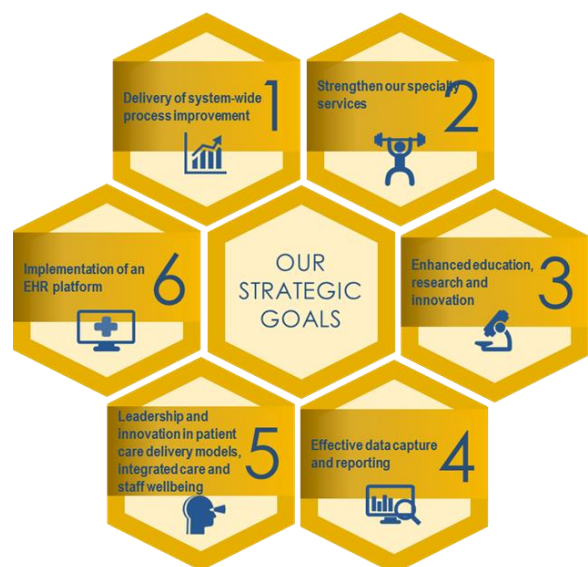 Delivery of system-wide
process improvement
1
Strengthen our specialty
services
2
Implementation of an
EHR platform
6
OUR
STRATEGIC
GOALS
Enhanced education,
research and
innovation
3
Leadership and
innovation in patient
care delivery models,
integrated care and
staff wellbeing
5
Effective data capture
and reporting
4